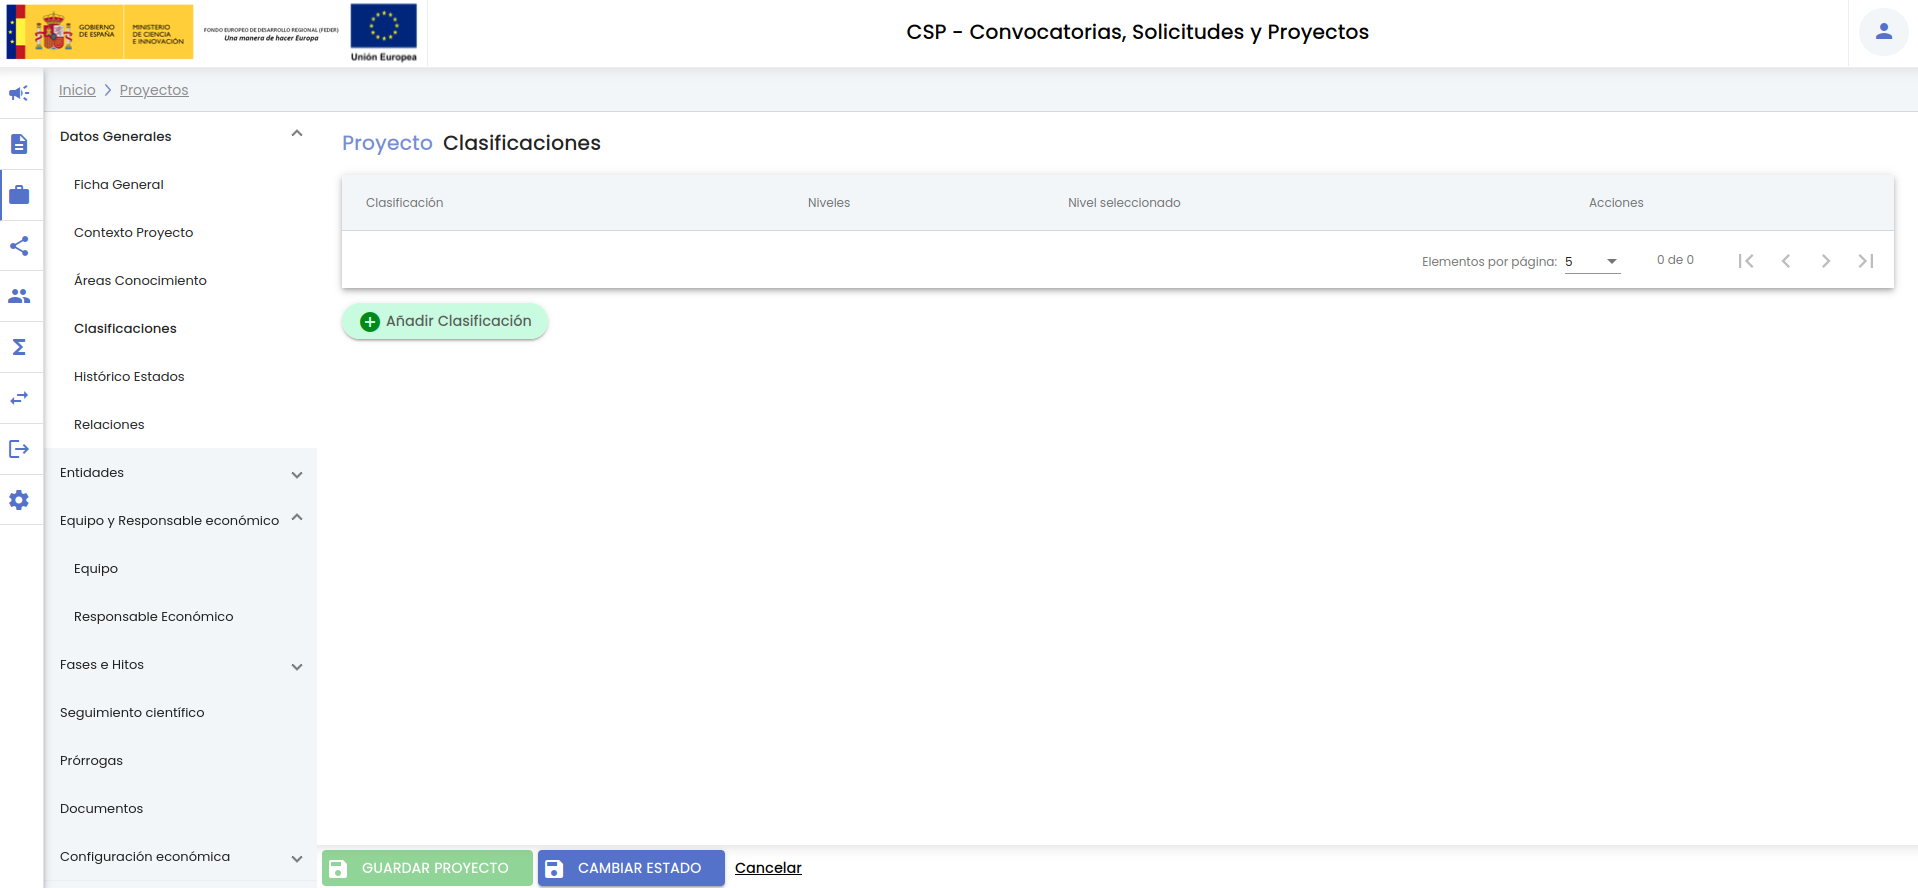 GOBIERNO
DE ESPAÑA
MINISTERIO
DE CIENCIA
E INNOVACIÓN
FONDO EUROPEO DE DESARROLLO REGIONAL (FEDER)
Una manera de hacer Europa
Unión Europea
CSP - Convocatorias, Solicitudes y Proyectos
Inicio > Proyectos
Datos Generales
Ficha General
Contexto Proyecto
Áreas Conocimiento
Clasificaciones
Histórico Estados
Relaciones
Entidades
Equipo y Responsable económico
Equipo
Responsable Económico
Fases e Hitos
Seguimiento científico
Prórrogas
Documentos
Configuración económica
Proyecto Clasificaciones
Clasificación Niveles Nivel seleccionado Acciones
Elementos por página: 5 0 de 0
Añadir Clasificación
GUARDAR PROYECTO CAMBIAR ESTADO Cancelar